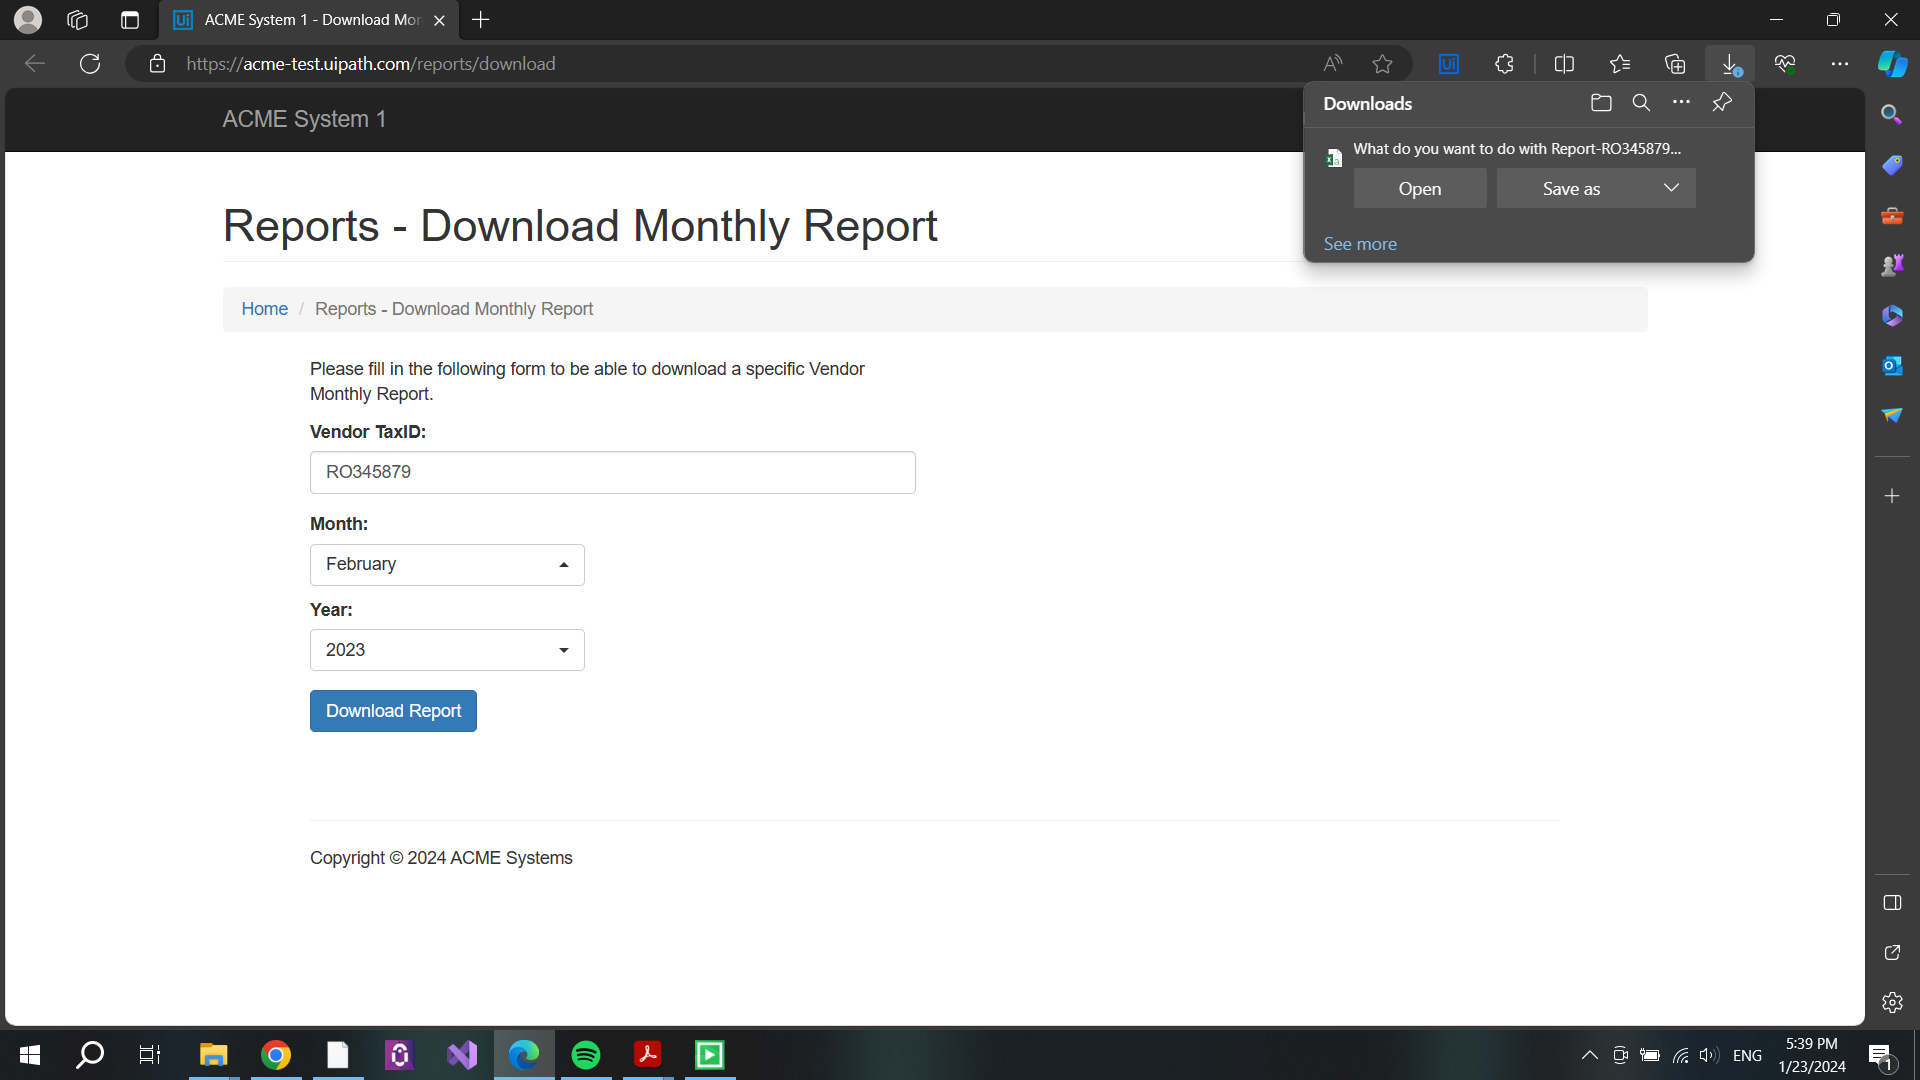 ACME System 1 - Download Mon
https://acme-test.uipath.com/reports/download
ACME System 1
Downloads
What do you want to do with Report-RO345879...
Open
Save as
See more
Reports - Download Monthly Report
Home / Reports - Download Monthly Report
Please fill in the following form to be able to download a specific Vendor
Monthly Report.
Vendor TaxID:
RO345879
Month:
February
Year:
2023
Download Report
Copyright © 2024 ACME Systems
ENG
5:39 PM
1/23/2024
1